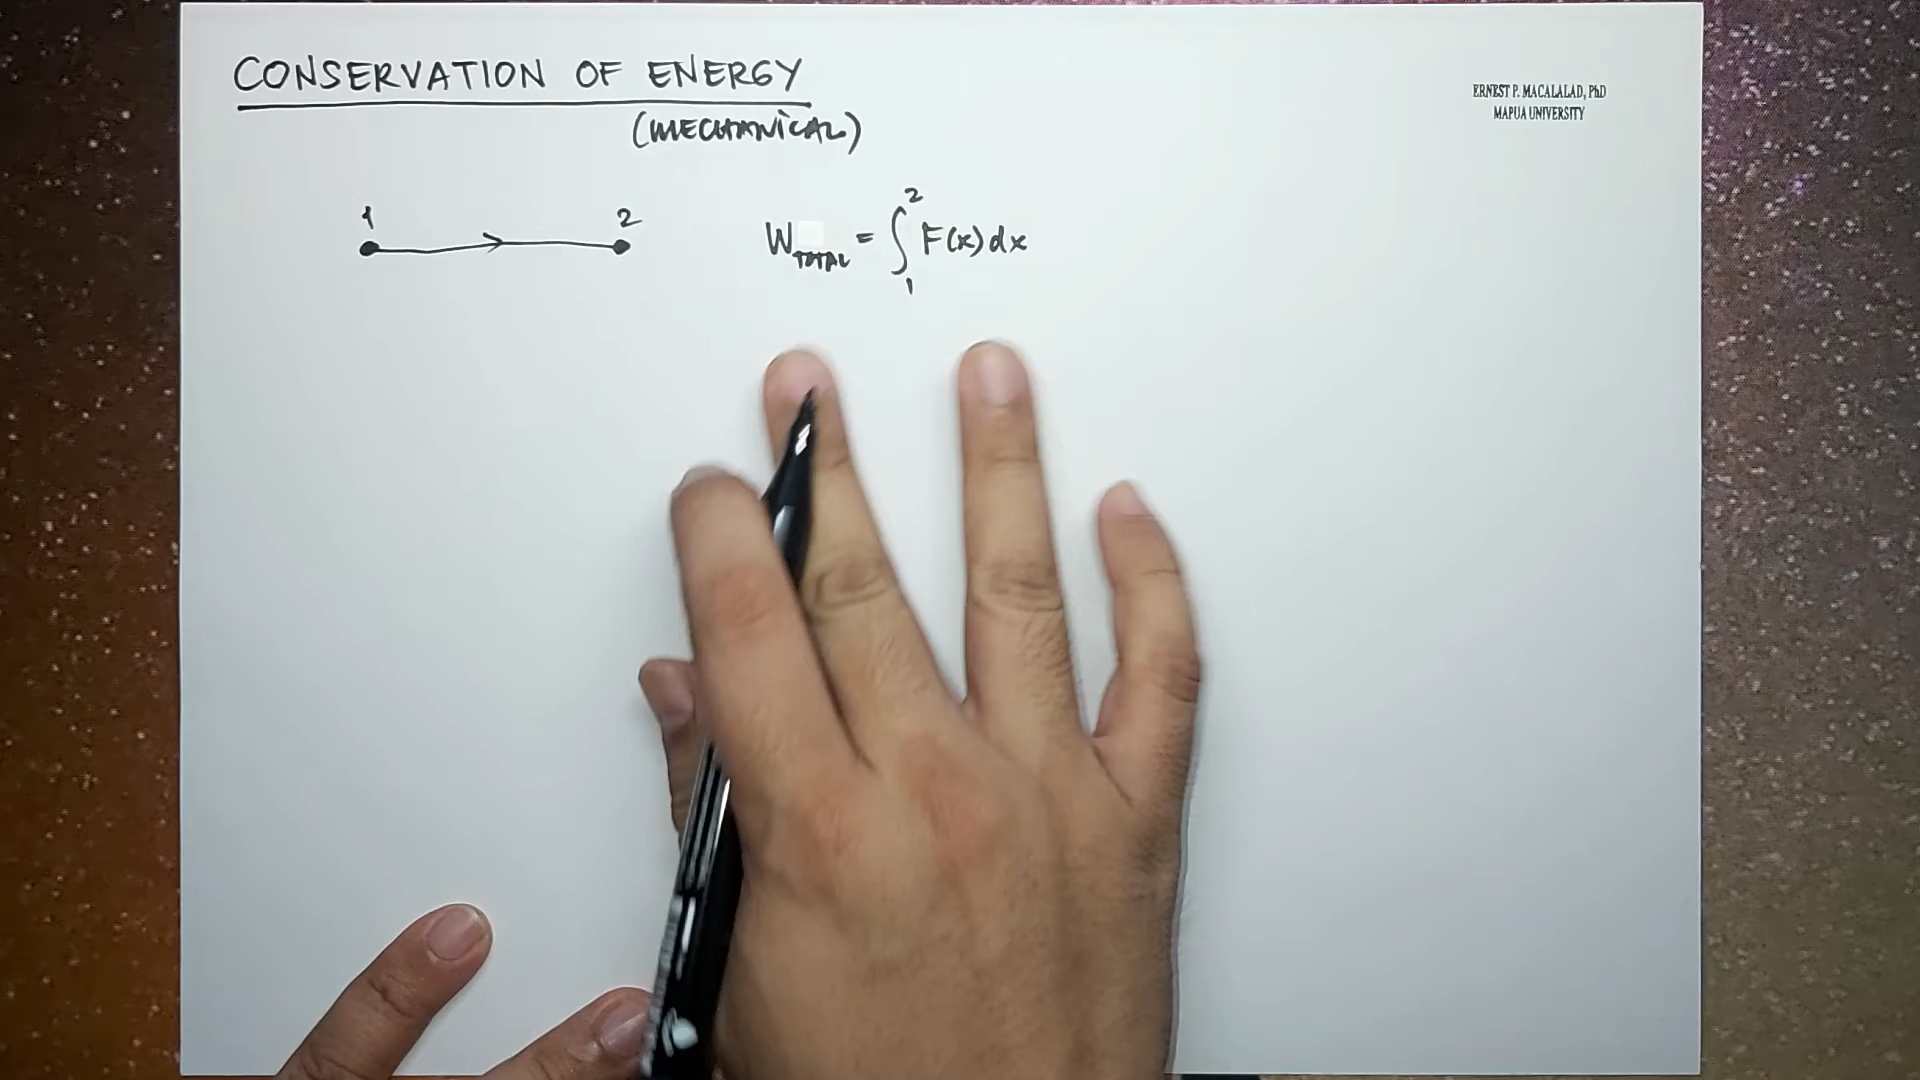 CONSERVATION OF ENERGY
(MECHANICAL)
ERNEST P. MACALALAD, PhD
MAPUA UNIVERSITY
1 2
W_TOTAL = ∫₁² F(x) dx